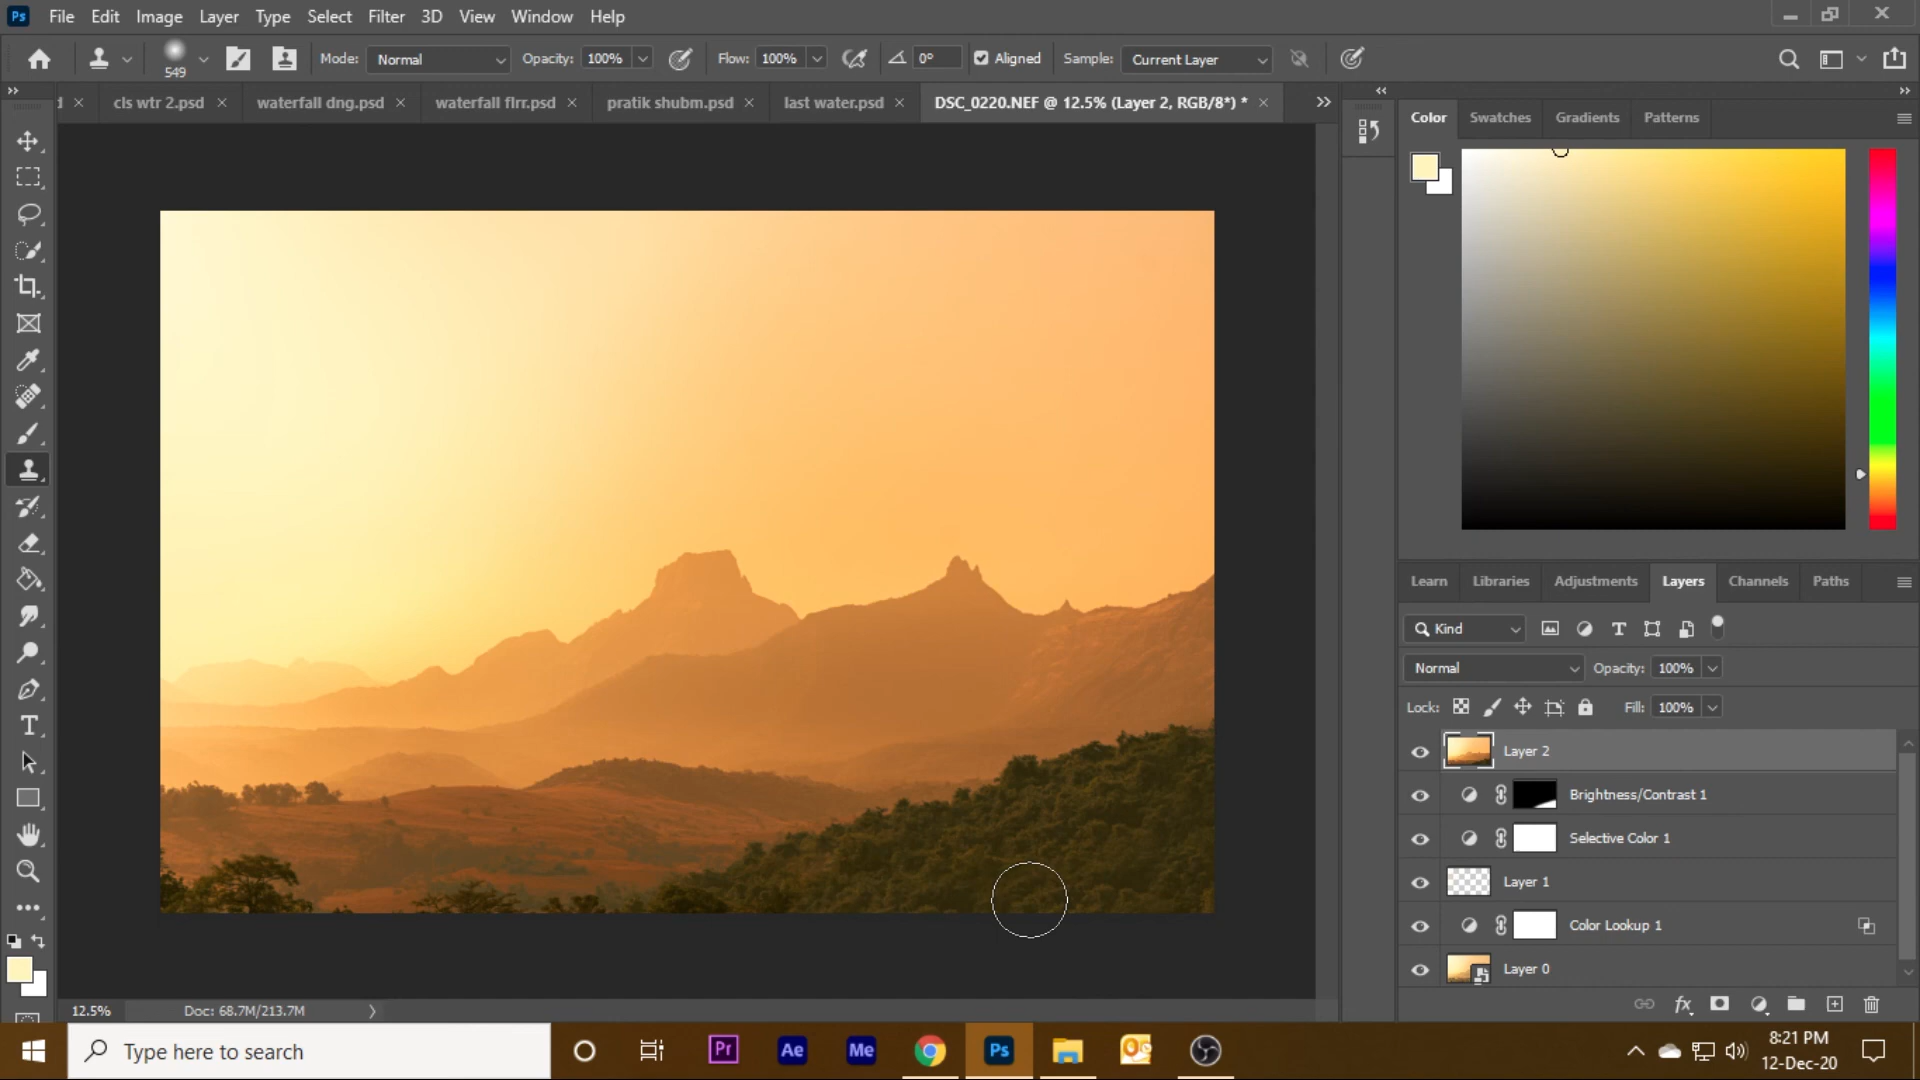 Ps File Edit Image Layer Type Select Filter 3D View Window Help
549 Mode: Normal Opacity: 100% Flow: 100% 0° Aligned Sample: Current Layer
d × cls wtr 2.psd × waterfall dng.psd × waterfall flrr.psd × pratik shubm.psd × last water.psd × DSC_0220.NEF @ 12.5% (Layer 2, RGB/8*) * ×
Color Swatches Gradients Patterns
Learn Libraries Adjustments Layers Channels Paths
Kind
Normal Opacity: 100%
Lock: Fill: 100%
Layer 2
Brightness/Contrast 1
Selective Color 1
Layer 1
Color Lookup 1
Layer 0
fx
12.5% Doc: 68.7M/213.7M
Type here to search Pr Ae Me Ps 8:21 PM
12-Dec-20